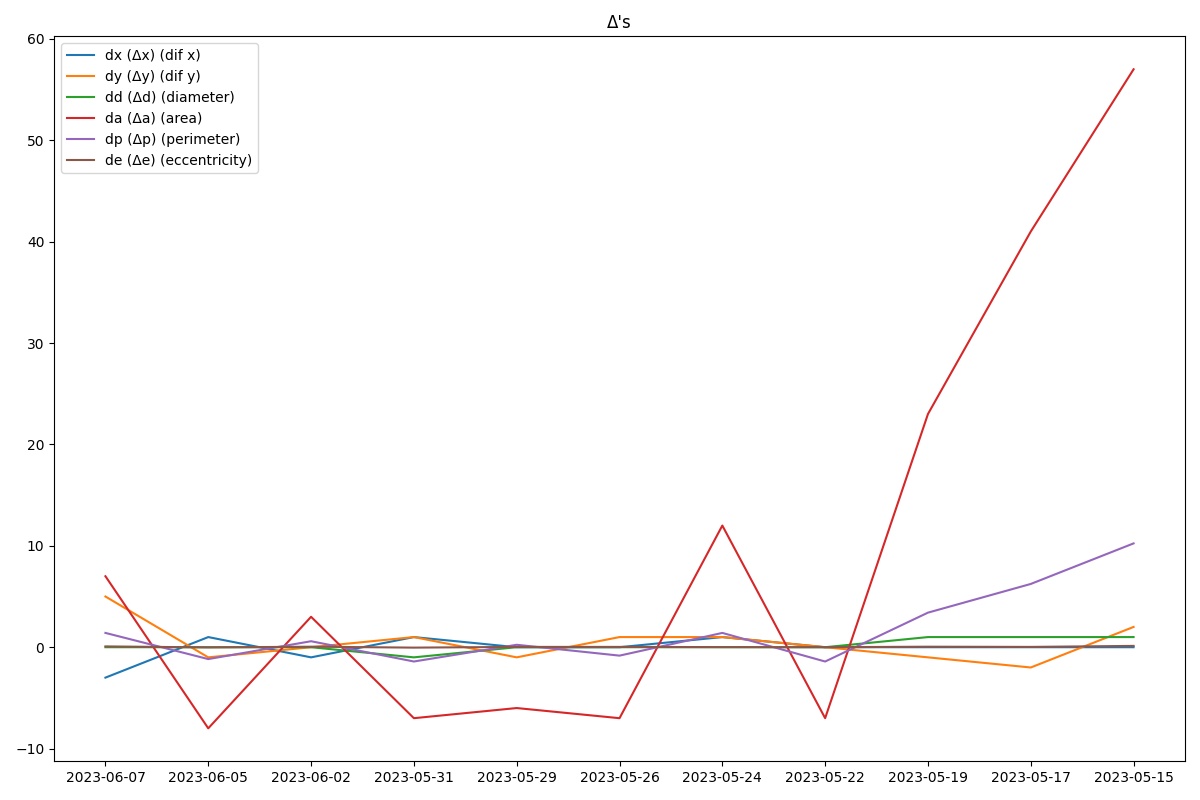 Δ's
60
50
40
30
20
10
0
−10
dx (Δx) (dif x)
dy (Δy) (dif y)
dd (Δd) (diameter)
da (Δa) (area)
dp (Δp) (perimeter)
de (Δe) (eccentricity)
2023-06-07 2023-06-05 2023-06-02 2023-05-31 2023-05-29 2023-05-26 2023-05-24 2023-05-22 2023-05-19 2023-05-17 2023-05-15